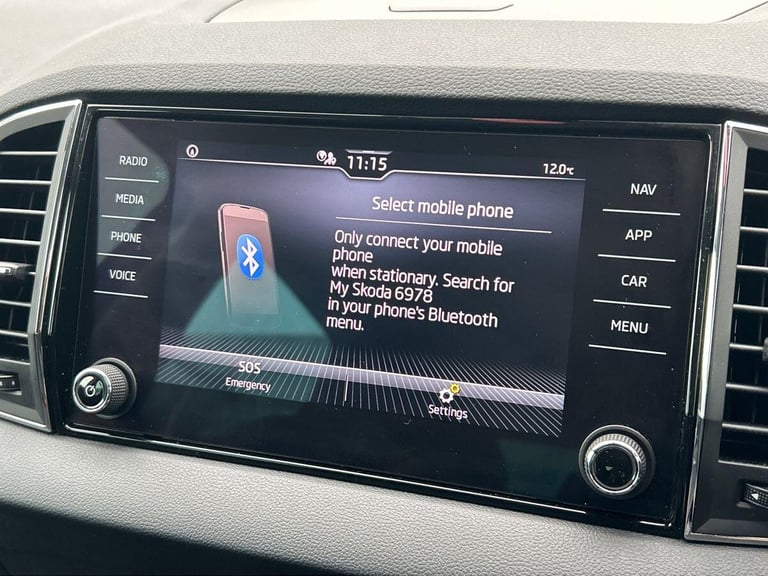 11:15
12.0°C
RADIO
MEDIA
PHONE
VOICE
Select mobile phone
Only connect your mobile
phone
when stationary. Search for
My Skoda 6978
in your phone's Bluetooth
menu.
SOS
Emergency
Settings
NAV
APP
CAR
MENU